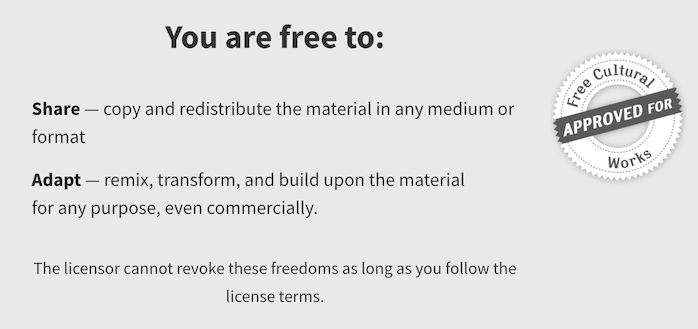 You are free to:
Share — copy and redistribute the material in any medium or
format
Adapt — remix, transform, and build upon the material
for any purpose, even commercially.
The licensor cannot revoke these freedoms as long as you follow the
license terms.
Free Cultural
APPROVED FOR
Works